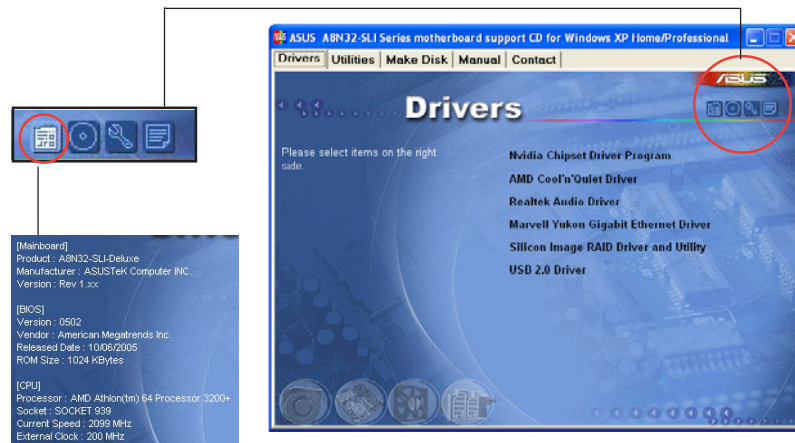 ASUS A8N32-SLI Series motherboard support CD for Windows XP Home/Professional
Drivers Utilities Make Disk Manual Contact
ASUS
Drivers
Please select items on the right
side.
Nvidia Chipset Driver Program
AMD Cool'n'Quiet Driver
Realtek Audio Driver
Marvell Yukon Gigabit Ethernet Driver
Silicon Image RAID Driver and Utility
USB 2.0 Driver
[Mainboard]
Product : A8N32-SLI-Deluxe
Manufacturer : ASUSTeK Computer INC.
Version : Rev 1.xx
[BIOS]
Version : 0502
Vendor : American Megatrends Inc.
Released Date : 10/06/2005
ROM Size : 1024 KBytes
[CPU]
Processor : AMD Athlon(tm) 64 Processor 3200+
Socket : SOCKET 939
Current Speed : 2099 MHz
External Clock : 200 MHz